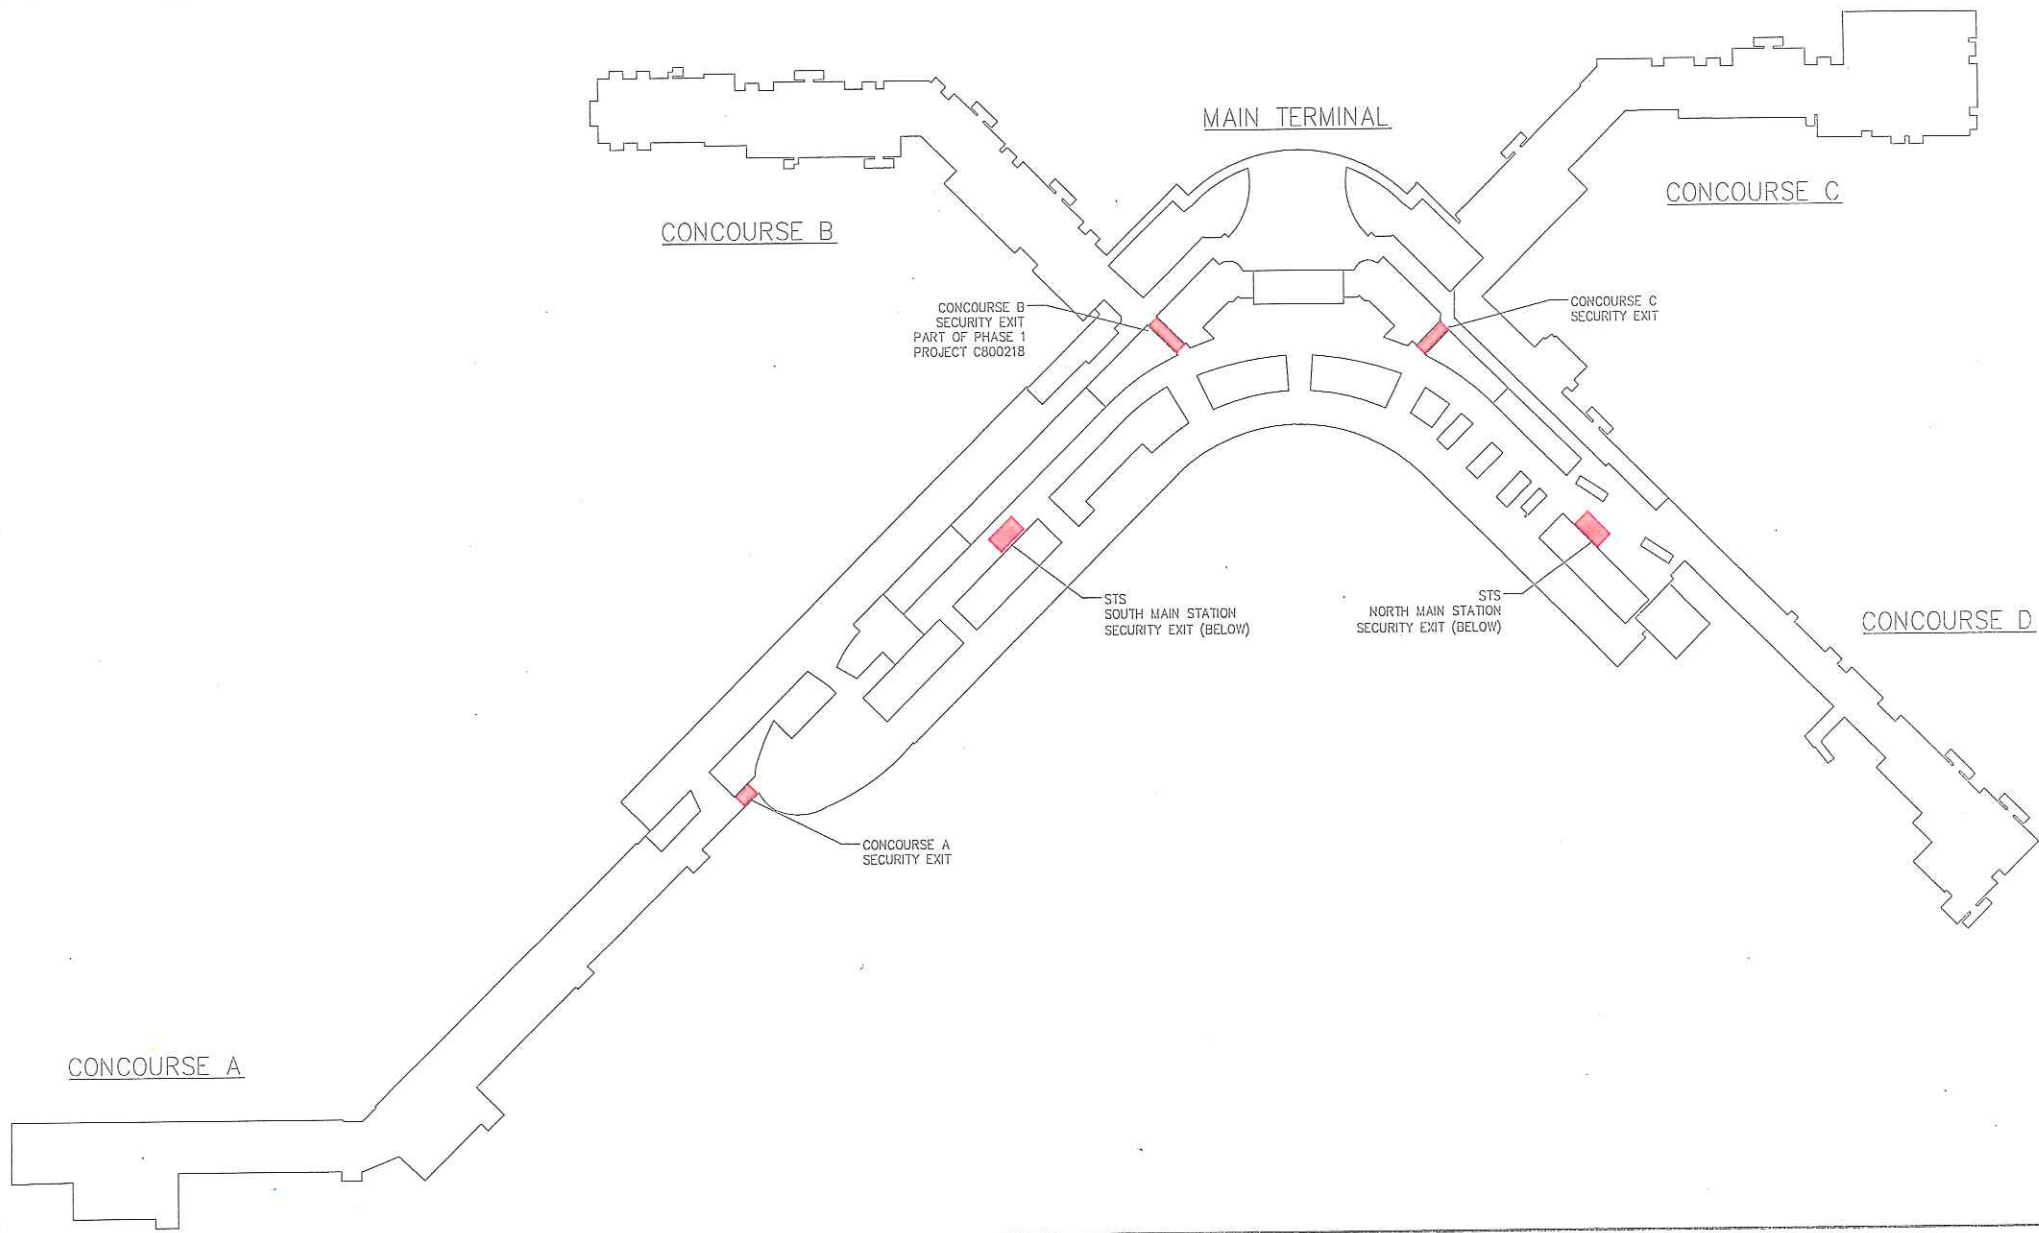 MAIN TERMINAL
CONCOURSE C
CONCOURSE B
CONCOURSE B
SECURITY EXIT
PART OF PHASE 1
PROJECT C800218
CONCOURSE C
SECURITY EXIT
STS
SOUTH MAIN STATION
SECURITY EXIT (BELOW)
STS
NORTH MAIN STATION
SECURITY EXIT (BELOW)
CONCOURSE D
CONCOURSE A
SECURITY EXIT
CONCOURSE A